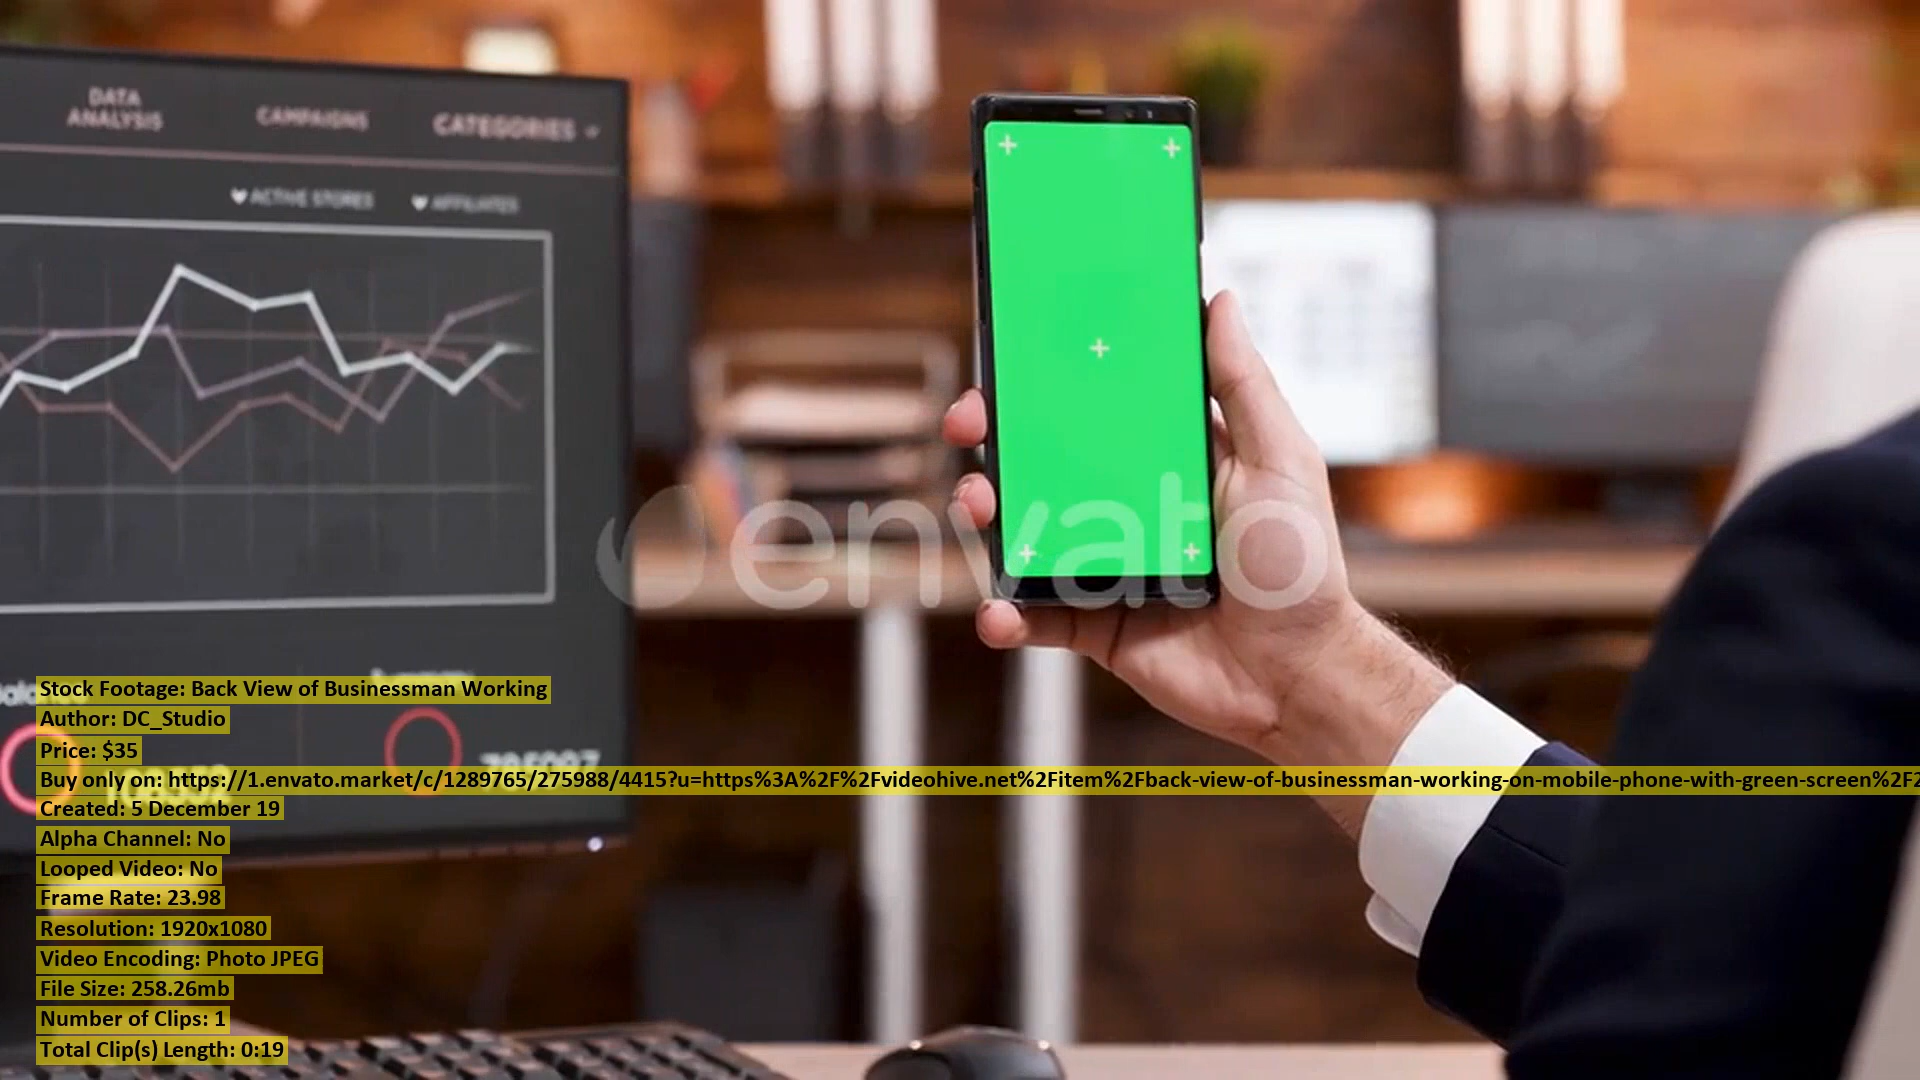 DATA
ANALYSIS
CAMPAIGNS
CATEGORIES
ACTIVE STORES
AFFILIATES
envato
Stock Footage: Back View of Businessman Working
Author: DC_Studio
Price: $35
Buy only on: https://1.envato.market/c/1289765/275988/4415?u=https%3A%2F%2Fvideohive.net%2Fitem%2Fback-view-of-businessman-working-on-mobile-phone-with-green-screen%2F2
Created: 5 December 19
Alpha Channel: No
Looped Video: No
Frame Rate: 23.98
Resolution: 1920x1080
Video Encoding: Photo JPEG
File Size: 258.26mb
Number of Clips: 1
Total Clip(s) Length: 0:19